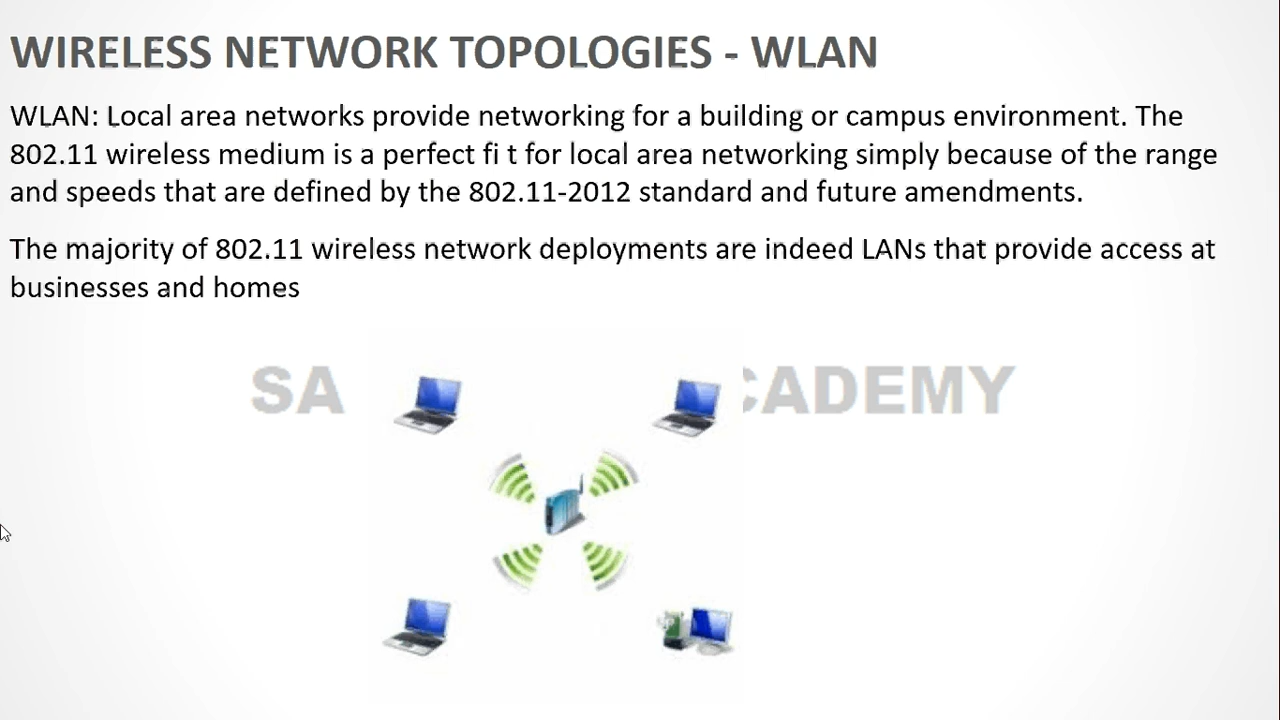 WIRELESS NETWORK TOPOLOGIES - WLAN
WLAN: Local area networks provide networking for a building or campus environment. The
802.11 wireless medium is a perfect fi t for local area networking simply because of the range
and speeds that are defined by the 802.11-2012 standard and future amendments.
The majority of 802.11 wireless network deployments are indeed LANs that provide access at
businesses and homes